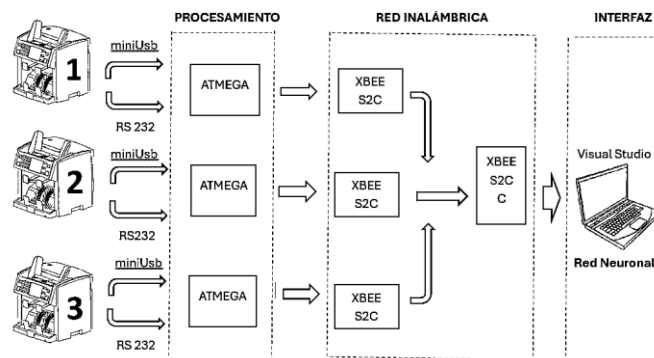 PROCESAMIENTO
RED INALÁMBRICA
INTERFAZ
1
miniUsb
RS 232
ATMEGA
XBEE
S2C
2
miniUsb
RS232
ATMEGA
XBEE
S2C
XBEE
S2C
C
Visual Studio
Red Neuronal
3
miniUsb
RS 232
ATMEGA
XBEE
S2C